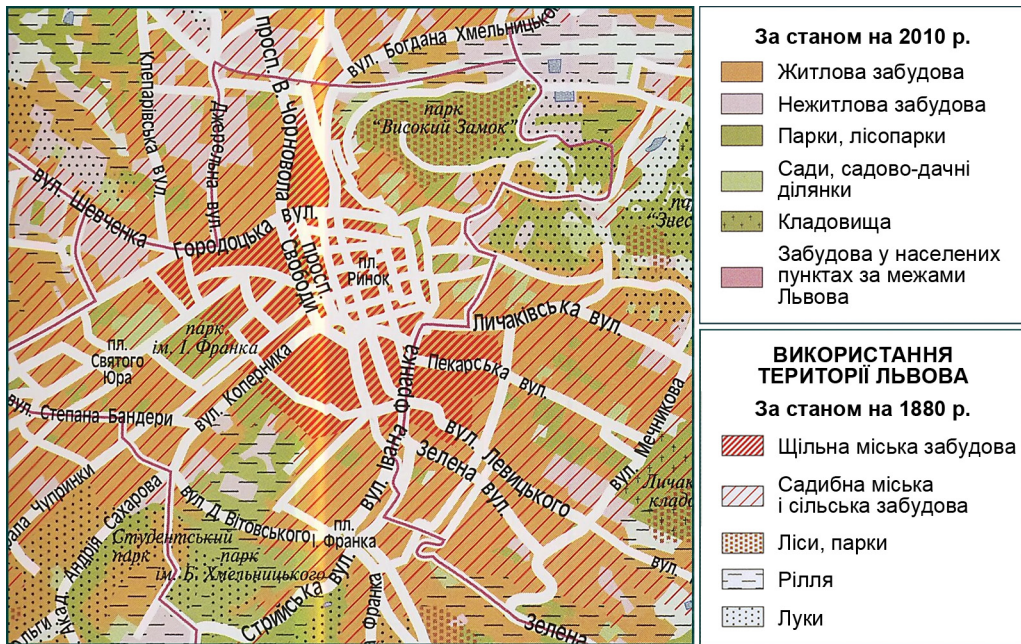 просп. В. Чорновола
вул. Богдана Хмельницького
Клепарівська вул.
Джерельна вул.
парк
"Високий Замок"
вул. Шевченка
Городоцька вул.
просп.
Свободи
пл.
Ринок
парк
ім. І. Франка
пл.
Святого
Юра
вул. Коперника
вул. Степана Бандери
Личаківська вул.
Пекарська вул.
вул. Мечникова
вул. Івана Франка
Зелена вул.
вул. Левицького
Чупринки
Акад. Андрія Сахарова
вул. Д. Вітовського
пл.
І. Франка
Студентський
парк
парк
ім. Б. Хмельницького
Стрийська вул.
Франка
Зелена
За станом на 2010 р.
Житлова забудова
Нежитлова забудова
Парки, лісопарки
Сади, садово-дачні
ділянки
Кладовища
Забудова у населених
пунктах за межами
Львова
ВИКОРИСТАННЯ
ТЕРИТОРІЇ ЛЬВОВА
За станом на 1880 р.
Щільна міська забудова
Садибна міська
і сільська забудова
Ліси, парки
Рілля
Луки